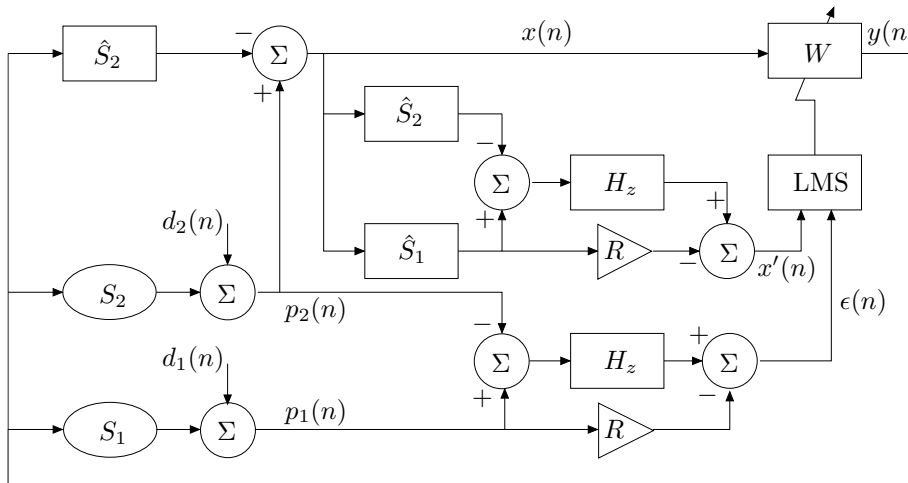 Ŝ₂ − Σ x(n) W y(n
+
Ŝ₂
−
Σ H_z LMS
+ +
d₂(n) Ŝ₁ R − Σ x′(n)
S₂ Σ p₂(n) ϵ(n)
− +
d₁(n) Σ H_z Σ
+ −
S₁ Σ p₁(n) R